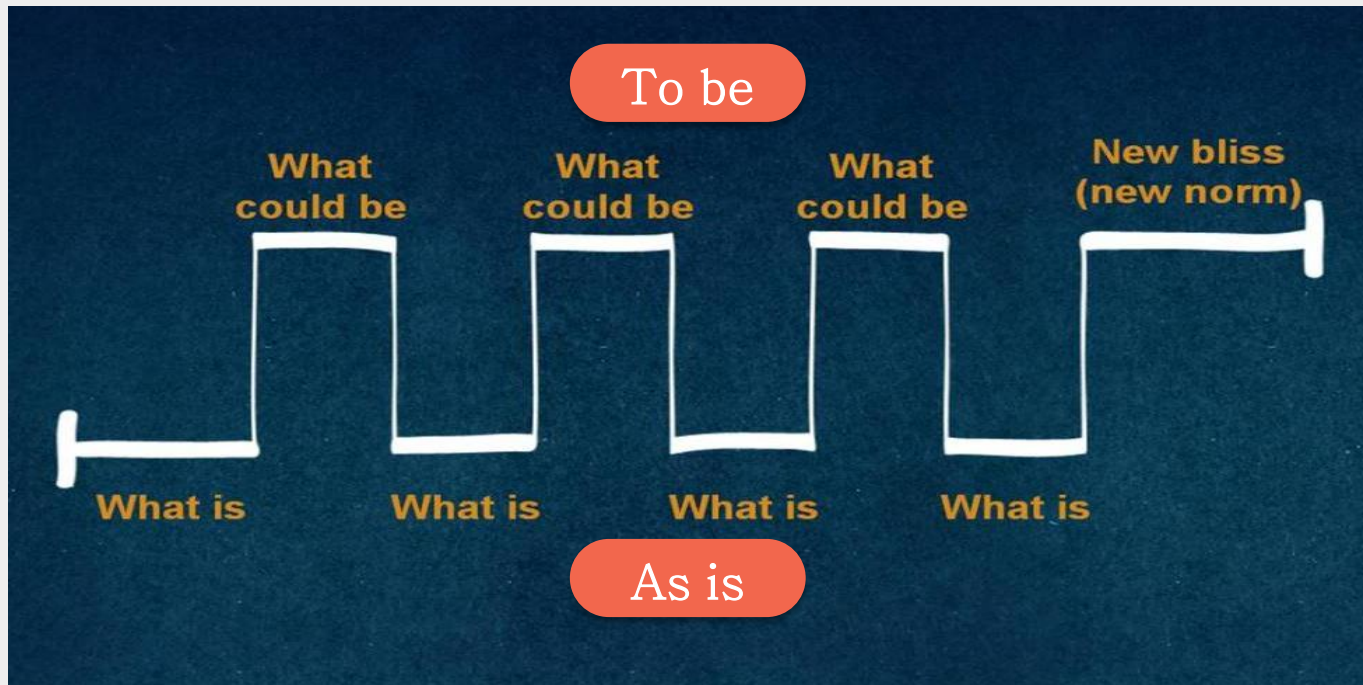 To be
What
could be
What
could be
What
could be
New bliss
(new norm)
What is
What is
What is
What is
As is